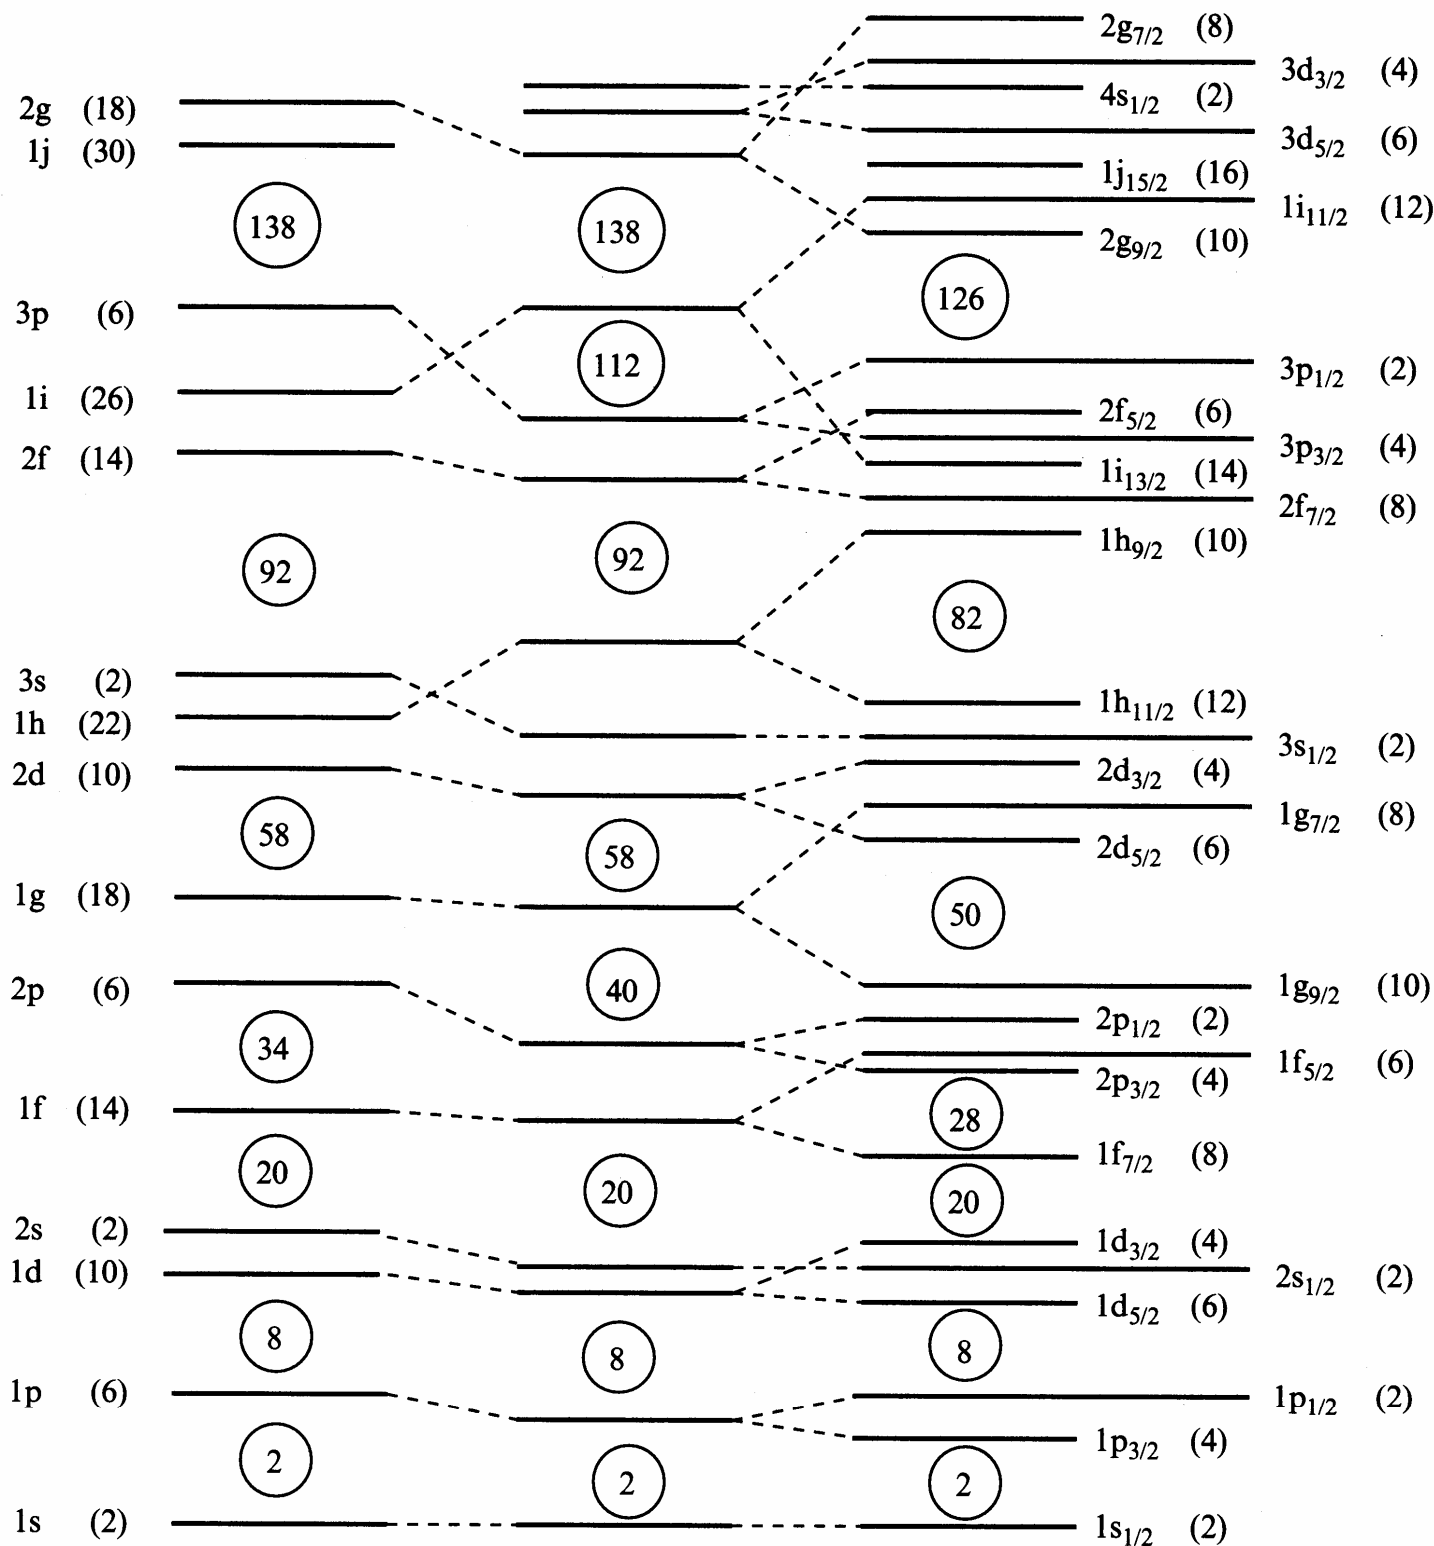 2g₇/₂ (8)
3d₃/₂ (4)
2g (18)
4s₁/₂ (2)
1j (30)
3d₅/₂ (6)
1j₁₅/₂ (16)
1i₁₁/₂ (12)
138
138
2g₉/₂ (10)
126
3p (6)
112
3p₁/₂ (2)
1i (26)
2f₅/₂ (6)
3p₃/₂ (4)
2f (14)
1i₁₃/₂ (14)
2f₇/₂ (8)
92
92
1h₉/₂ (10)
82
3s (2)
1h₁₁/₂ (12)
1h (22)
3s₁/₂ (2)
2d (10)
2d₃/₂ (4)
1g₇/₂ (8)
58
58
2d₅/₂ (6)
1g (18)
50
2p (6)
40
1g₉/₂ (10)
2p₁/₂ (2)
34
1f₅/₂ (6)
2p₃/₂ (4)
1f (14)
28
1f₇/₂ (8)
20
20
20
2s (2)
1d₃/₂ (4)
1d (10)
2s₁/₂ (2)
1d₅/₂ (6)
8
8
8
1p (6)
1p₁/₂ (2)
1p₃/₂ (4)
2
2
2
1s (2)
1s₁/₂ (2)